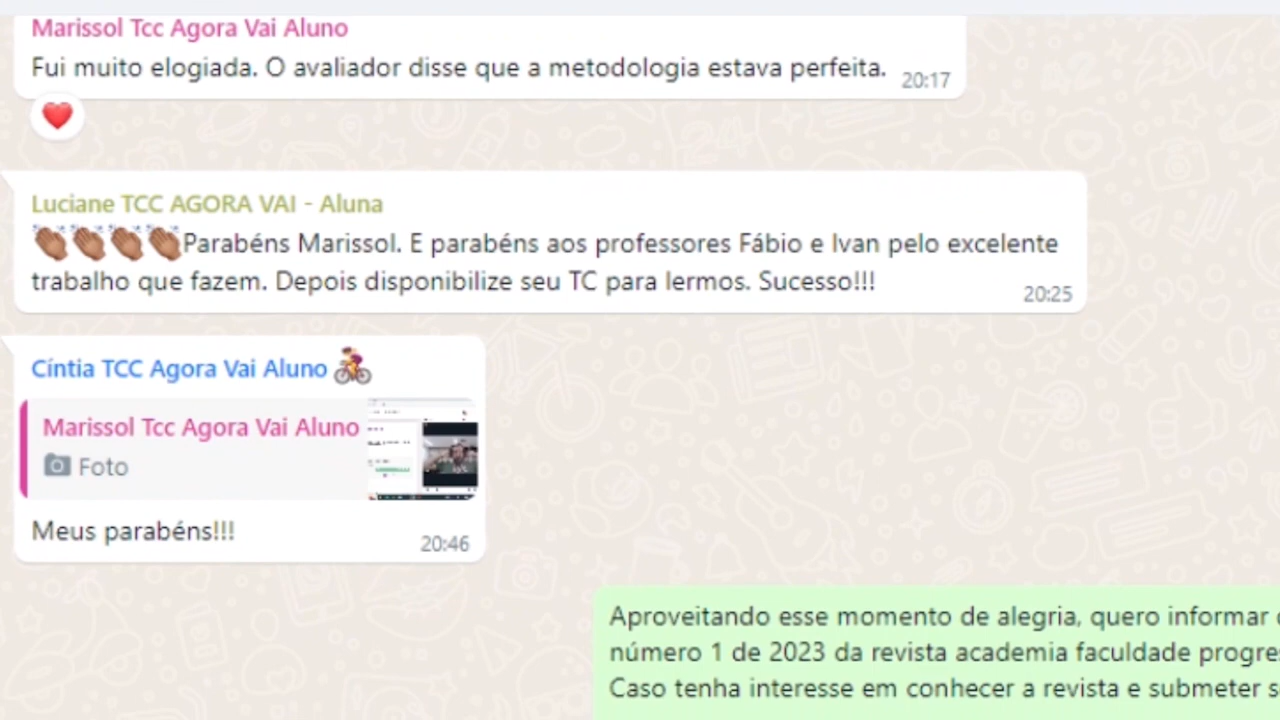 Marissol Tcc Agora Vai Aluno
Fui muito elogiada. O avaliador disse que a metodologia estava perfeita. 20:17
Luciane TCC AGORA VAI - Aluna
Parabéns Marissol. E parabéns aos professores Fábio e Ivan pelo excelente
trabalho que fazem. Depois disponibilize seu TC para lermos. Sucesso!!!
20:25
Cíntia TCC Agora Vai Aluno
Marissol Tcc Agora Vai Aluno
Foto
Meus parabéns!!!
20:46
Aproveitando esse momento de alegria, quero informar
número 1 de 2023 da revista academia faculdade progre
Caso tenha interesse em conhecer a revista e submeter s